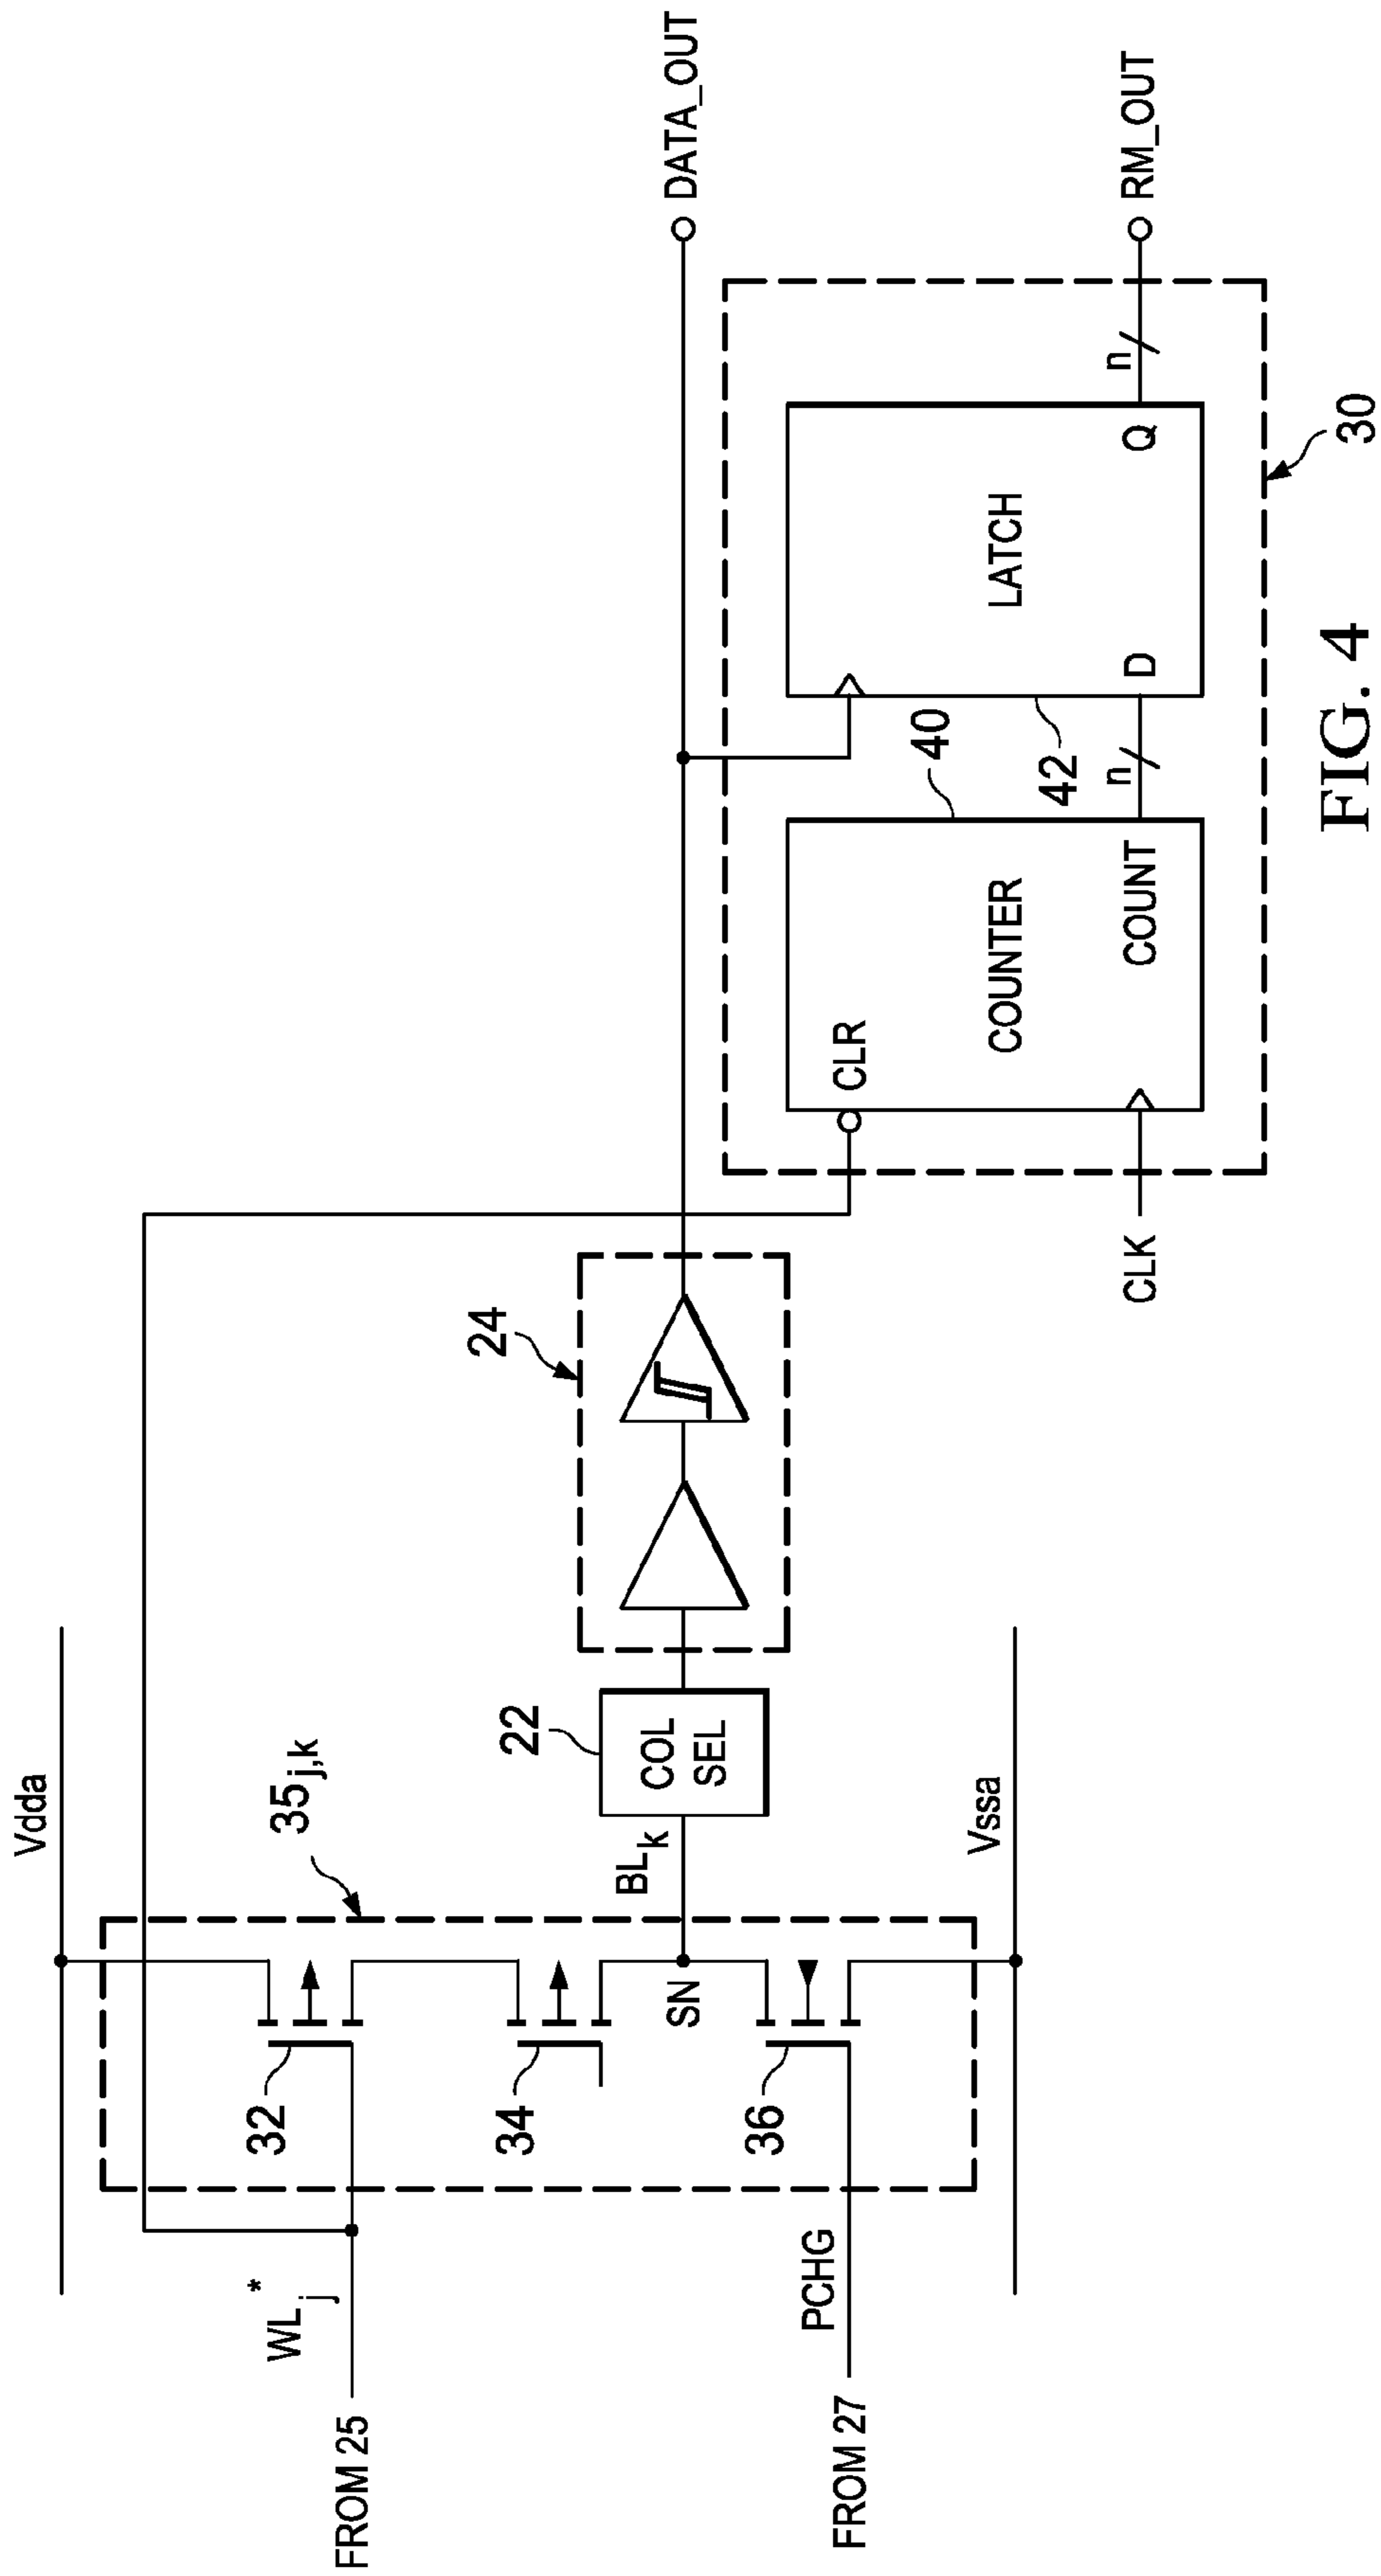 Vdda
35j,k
24
DATA_OUT
WLj*
FROM 25
32
34
SN
BLk
22
COL
SEL
36
PCHG
FROM 27
Vssa
CLR
COUNTER
COUNT
40
CLK
n
42
LATCH
D
Q
n
RM_OUT
30
FIG. 4